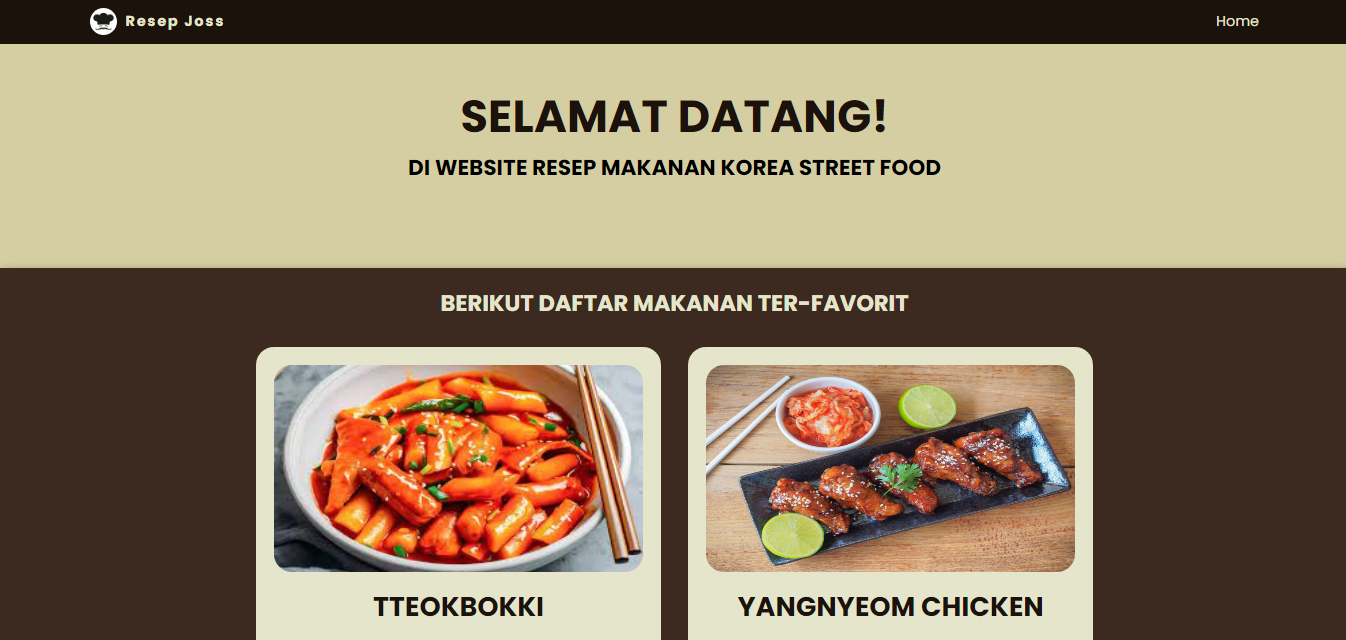 Resep Joss
Home
SELAMAT DATANG!
DI WEBSITE RESEP MAKANAN KOREA STREET FOOD
BERIKUT DAFTAR MAKANAN TER-FAVORIT
TTEOKBOKKI
YANGNYEOM CHICKEN